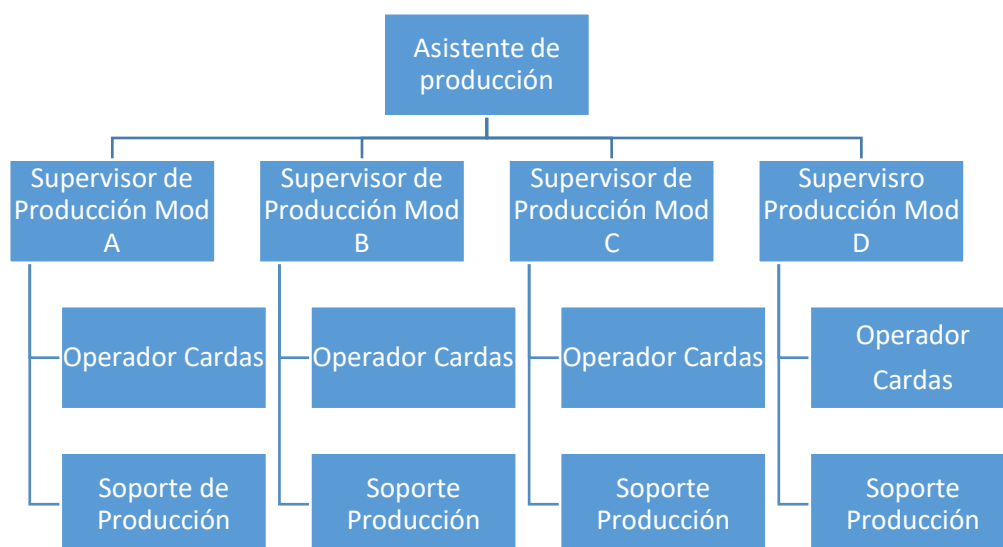 Asistente de
producción
Supervisor de
Producción Mod
A
Supervisor de
Producción Mod
B
Supervisor de
Producción Mod
C
Supervisro
Producción Mod
D
Operador Cardas
Operador Cardas
Operador Cardas
Operador
Cardas
Soporte de
Producción
Soporte
Producción
Soporte
Producción
Soporte
Producción